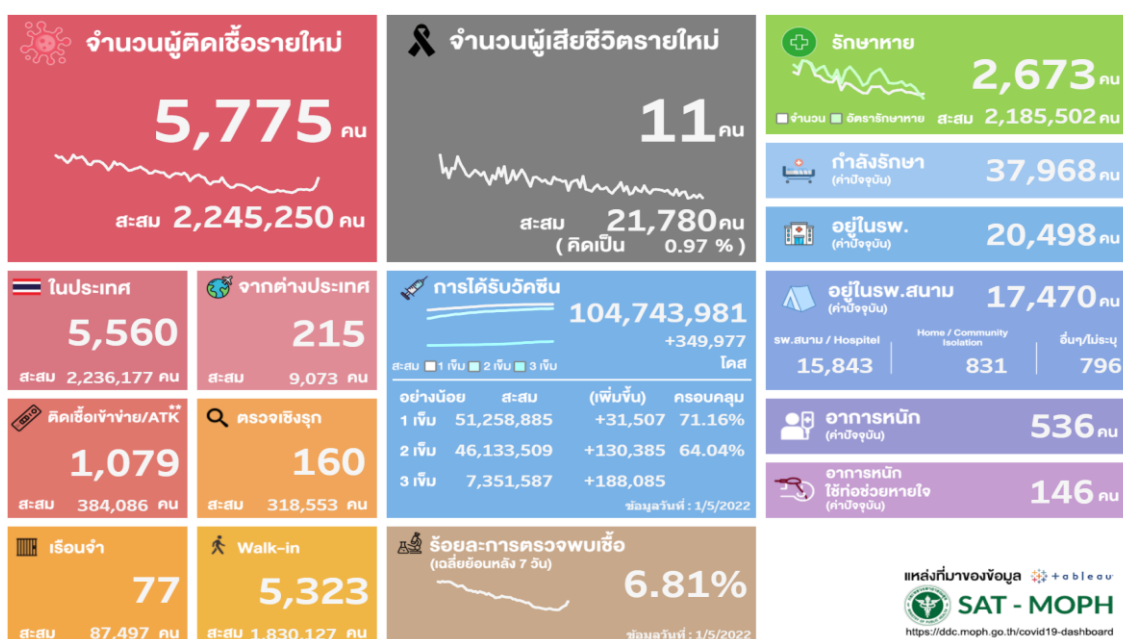 จำนวนผู้ติดเชื้อรายใหม่
5,775 คน
สะสม 2,245,250 คน
จำนวนผู้เสียชีวิตรายใหม่
11 คน
สะสม 21,780 คน
(คิดเป็น 0.97 %)
รักษาหาย
2,673 คน
จำนวน อัตรารักษาหาย สะสม 2,185,502 คน
กำลังรักษา
(ค่าปัจจุบัน)
37,968 คน
อยู่ในรพ.
(ค่าปัจจุบัน)
20,498 คน
ในประเทศ
5,560
สะสม 2,236,177 คน
จากต่างประเทศ
215
สะสม 9,073 คน
การได้รับวัคซีน
104,743,981
+349,977
สะสม 1 เข็ม 2 เข็ม 3 เข็ม โดส
อย่างน้อย สะสม (เพิ่มขึ้น) ครอบคลุม
1 เข็ม 51,258,885 +31,507 71.16%
2 เข็ม 46,133,509 +130,385 64.04%
3 เข็ม 7,351,587 +188,085
ข้อมูลวันที่ : 1/5/2022
อยู่ในรพ.สนาม
(ค่าปัจจุบัน)
17,470 คน
รพ.สนาม / Hospitel
15,843
Home / Community
Isolation
831
อื่นๆ/ไม่ระบุ
796
ติดเชื้อเข้าข่าย/ATK**
1,079
สะสม 384,086 คน
ตรวจเชิงรุก
160
สะสม 318,553 คน
อาการหนัก
(ค่าปัจจุบัน)
536 คน
อาการหนัก
ใช้ท่อช่วยหายใจ
(ค่าปัจจุบัน)
146 คน
เรือนจำ
77
สะสม 87,497 คน
Walk-in
5,323
สะสม 1,830,127 คน
ร้อยละการตรวจพบเชื้อ
(เฉลี่ยย้อนหลัง 7 วัน)
6.81%
ข้อมูลวันที่ : 1/5/2022
แหล่งที่มาของข้อมูล +ableau
SAT - MOPH
https://ddc.moph.go.th/covid19-dashboard